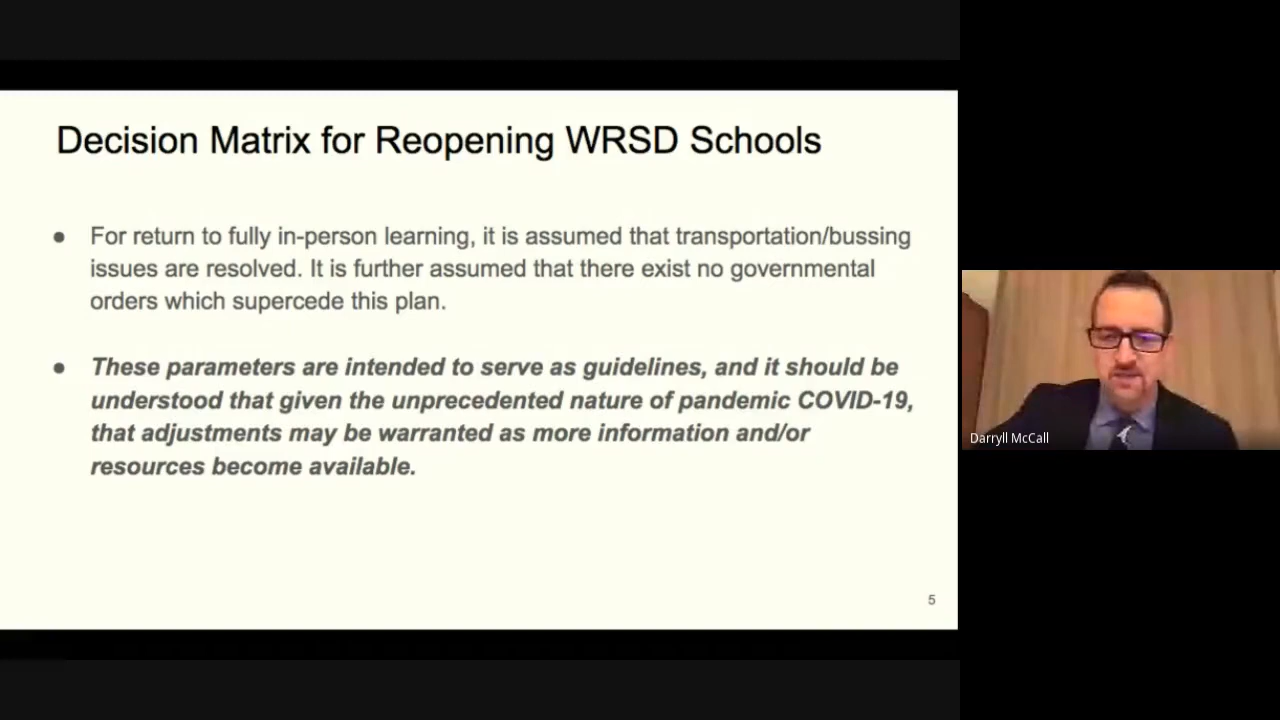 Decision Matrix for Reopening WRSD Schools
● For return to fully in-person learning, it is assumed that transportation/bussing
issues are resolved. It is further assumed that there exist no governmental
orders which supercede this plan.
● These parameters are intended to serve as guidelines, and it should be
understood that given the unprecedented nature of pandemic COVID-19,
that adjustments may be warranted as more information and/or
resources become available.
5
Darryll McCall